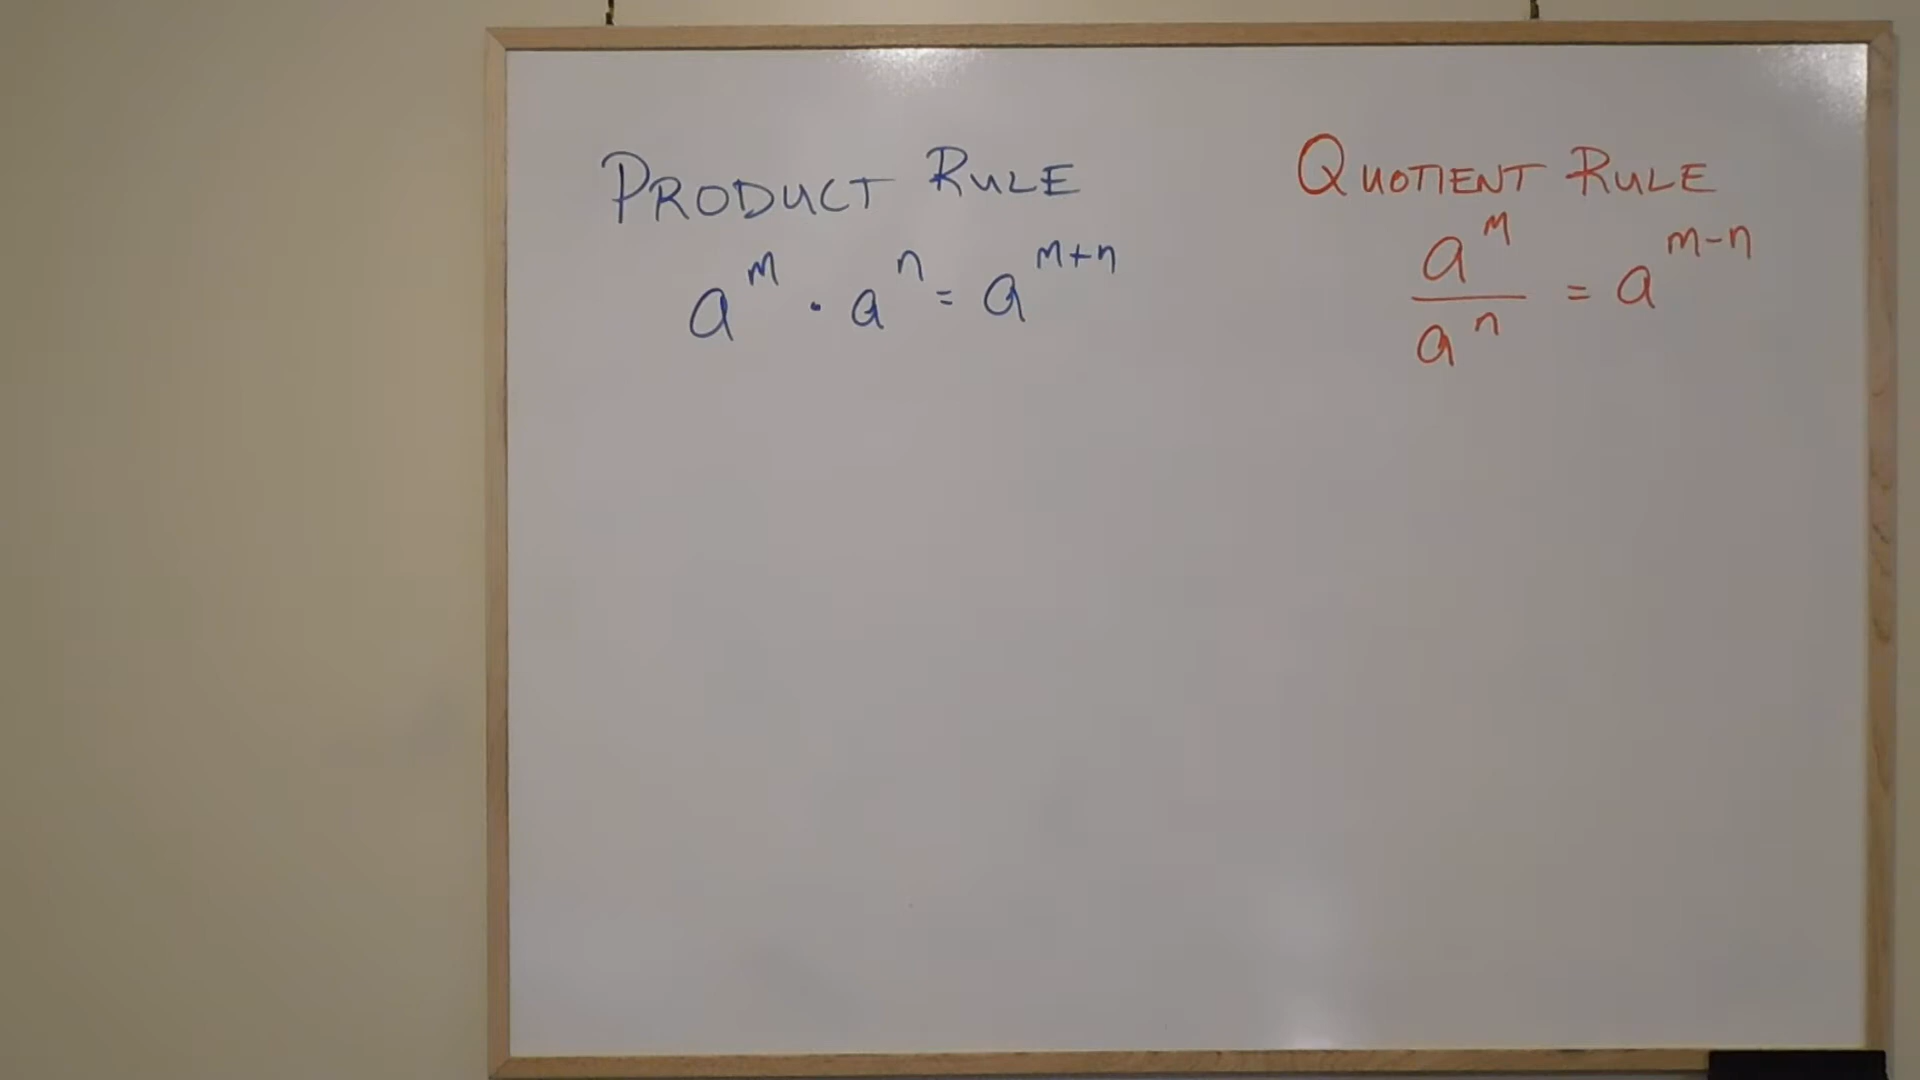 PRODUCT RULE
a^m · a^n = a^(m+n)
QUOTIENT RULE
a^m / a^n = a^(m-n)